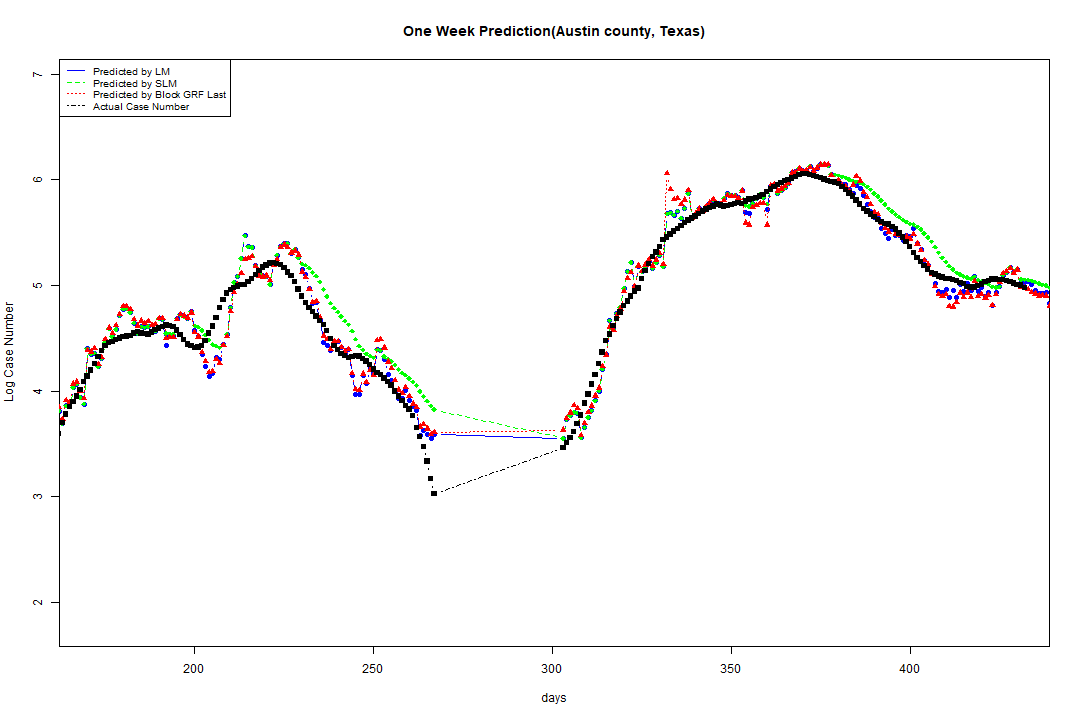 One Week Prediction(Austin county, Texas)
Predicted by LM
Predicted by SLM
Predicted by Block GRF Last
Actual Case Number
7
6
5
4
3
2
Log Case Number
200
250
300
350
400
days